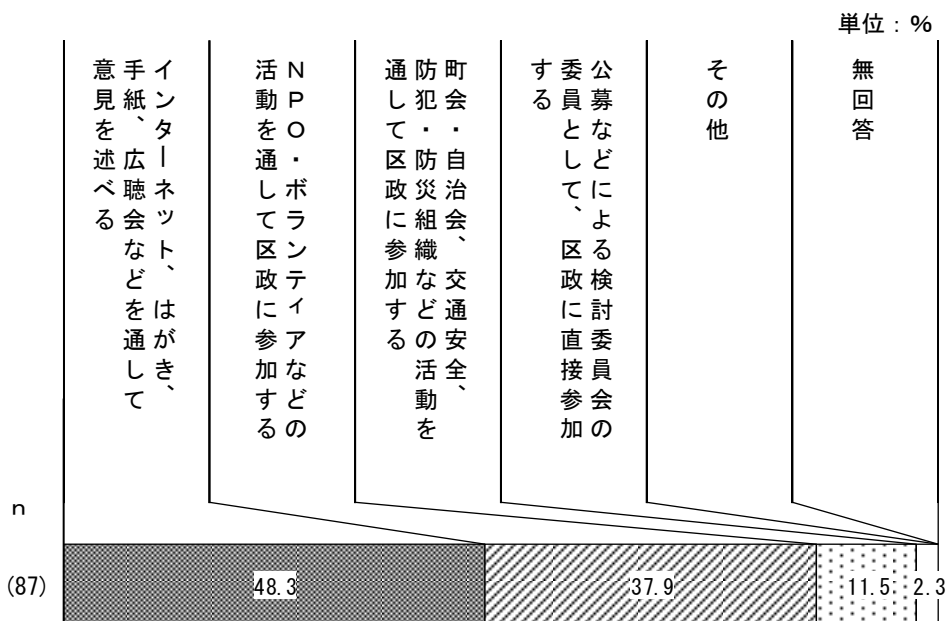 単位：％
インターネット、はがき、
手紙、広聴会などを通して
意見を述べる
ＮＰＯ・ボランティアなどの
活動を通して区政に参加する
町会・自治会、交通安全、
防犯・防災組織などの活動を
通して区政に参加する
公募などによる検討委員会の
委員として、区政に直接参加
する
その他
無回答
ｎ
(87)
48.3
37.9
11.5
2.3